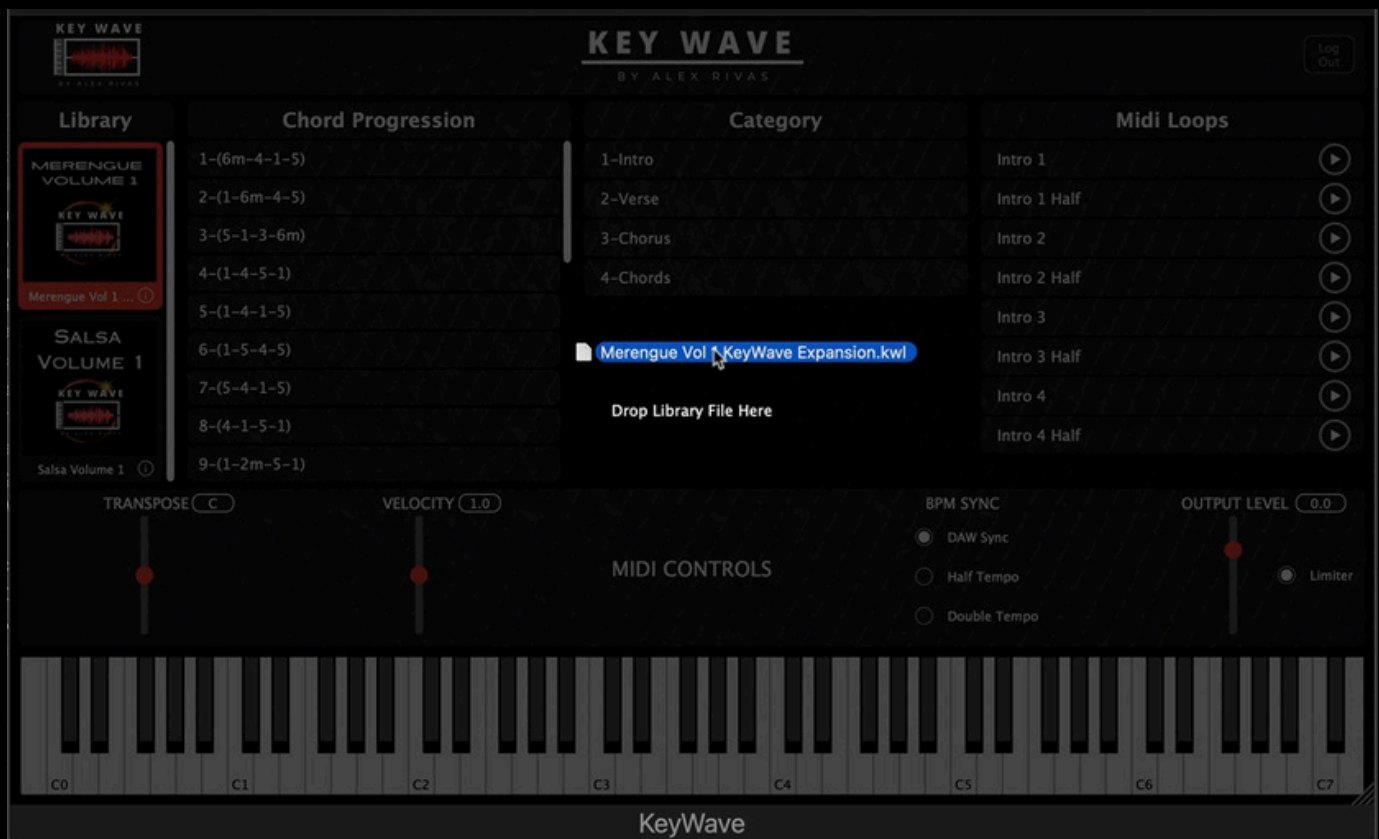 KEY WAVE
BY ALEX RIVAS
KEY WAVE
BY ALEX RIVAS
Log
Out
Library
Chord Progression
Category
Midi Loops
MERENGUE
VOLUME 1
KEY WAVE
Merengue Vol 1 ...
SALSA
VOLUME 1
KEY WAVE
Salsa Volume 1
1-(6m-4-1-5)
2-(1-6m-4-5)
3-(5-1-3-6m)
4-(1-4-5-1)
5-(1-4-1-5)
6-(1-5-4-5)
7-(5-4-1-5)
8-(4-1-5-1)
9-(1-2m-5-1)
1-Intro
2-Verse
3-Chorus
4-Chords
Merengue Vol 1 KeyWave Expansion.kwl
Drop Library File Here
Intro 1
Intro 1 Half
Intro 2
Intro 2 Half
Intro 3
Intro 3 Half
Intro 4
Intro 4 Half
TRANSPOSE C
VELOCITY 1.0
MIDI CONTROLS
BPM SYNC
DAW Sync
Half Tempo
Double Tempo
OUTPUT LEVEL 0.0
Limiter
C0 C1 C2 C3 C4 C5 C6 C7
KeyWave